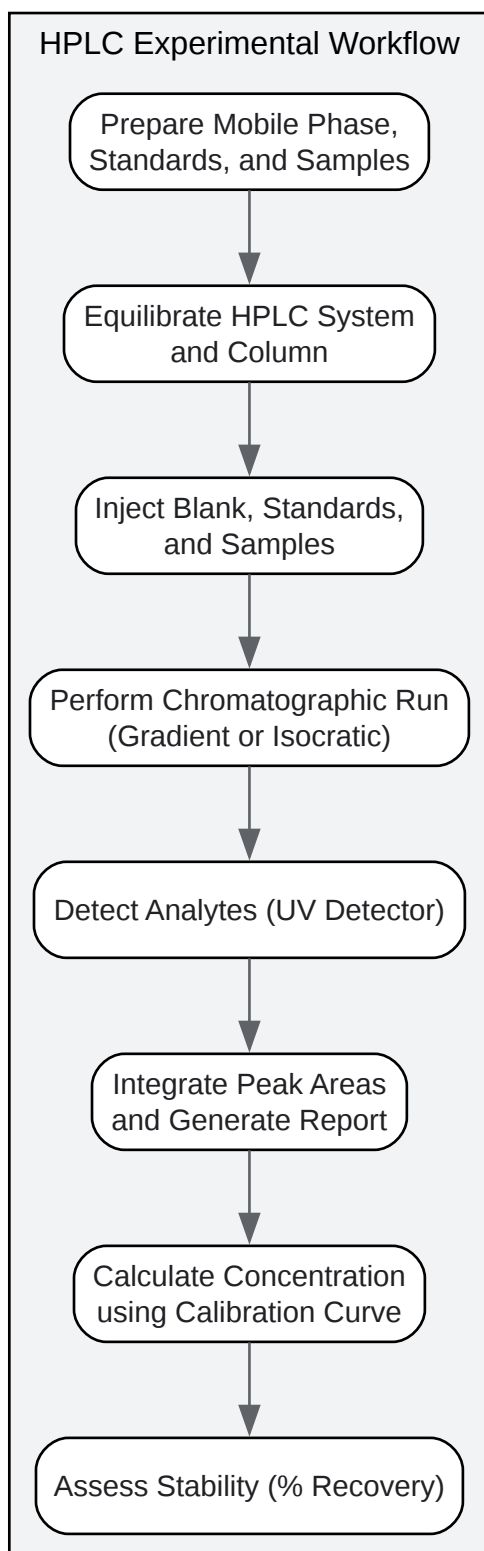 HPLC Experimental Workflow
Prepare Mobile Phase,
Standards, and Samples
Equilibrate HPLC System
and Column
Inject Blank, Standards,
and Samples
Perform Chromatographic Run
(Gradient or Isocratic)
Detect Analytes (UV Detector)
Integrate Peak Areas
and Generate Report
Calculate Concentration
using Calibration Curve
Assess Stability (% Recovery)